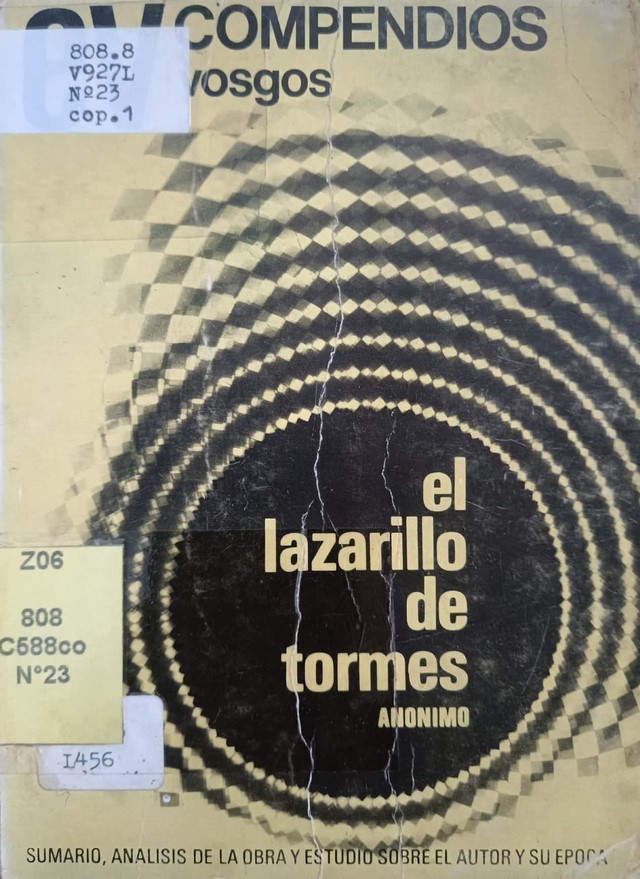 COMPENDIOS
vosgos
808.8
V927L
Nº23
cop.1
el
lazarillo
de
tormes
ANONIMO
Z06
808
C588co
N°23
I456
SUMARIO, ANALISIS DE LA OBRA Y ESTUDIO SOBRE EL AUTOR Y SU EPOCA